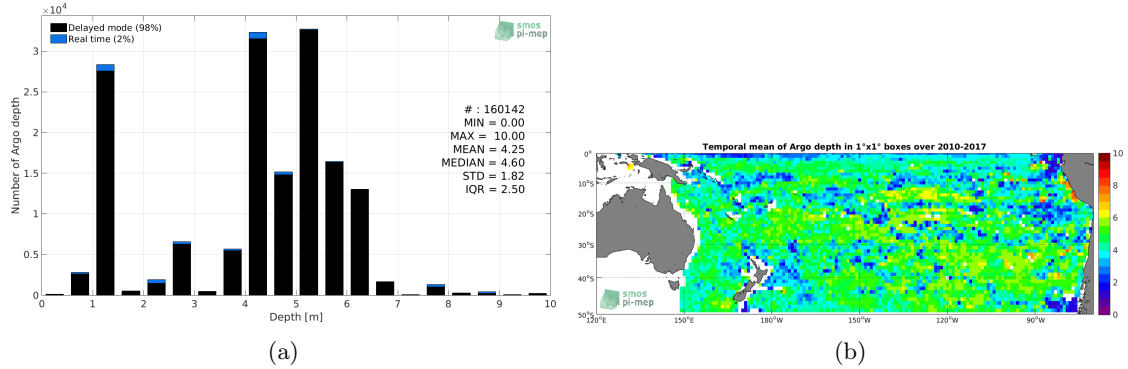 ×10⁴
Delayed mode (98%)
Real time (2%)
smos
pi-mep
3
2.5
2
1.5
1
0.5
0
Number of Argo depth
# : 160142
MIN = 0.00
MAX = 10.00
MEAN = 4.25
MEDIAN = 4.60
STD = 1.82
IQR = 2.50
0 1 2 3 4 5 6 7 8 9 10
Depth [m]
(a)
Temporal mean of Argo depth in 1°x1° boxes over 2010-2017
0°
10°S
20°S
30°S
40°S
50°S
120°E 150°E 180°W 150°W 120°W 90°W
smos
pi-mep
10
8
6
4
2
0
(b)